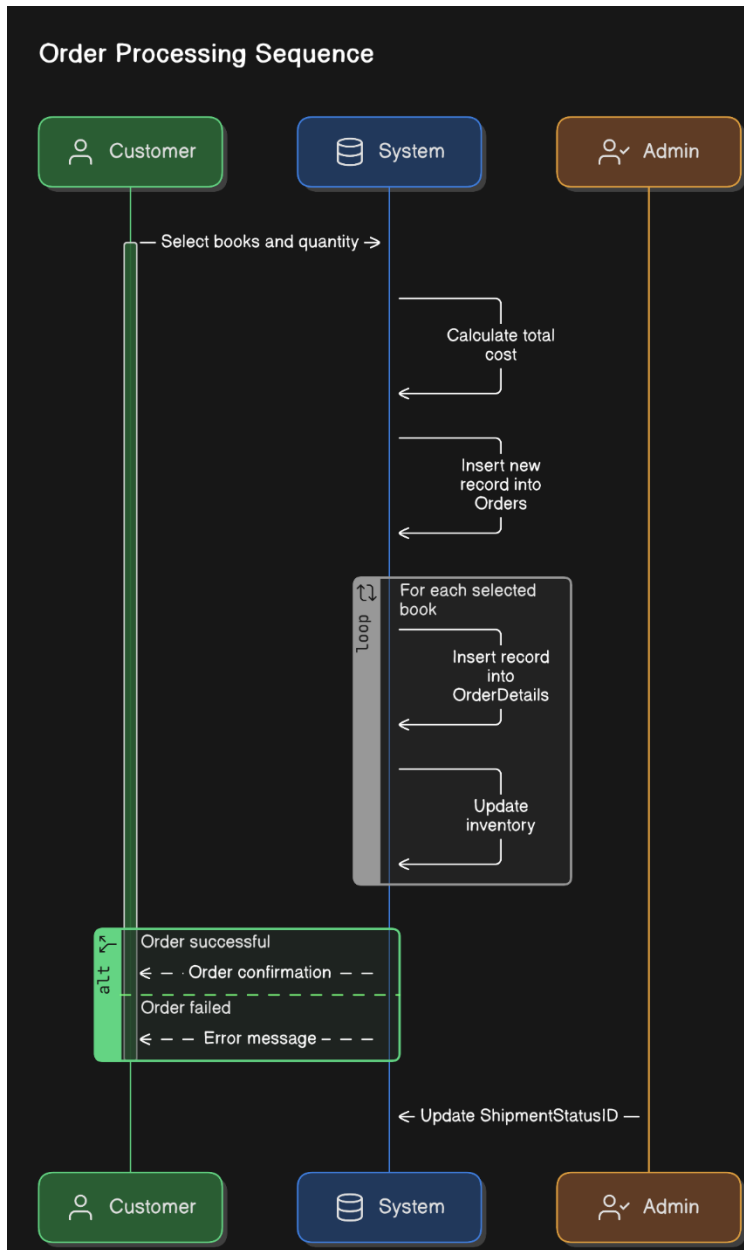 Order Processing Sequence
Customer
System
Admin
Select books and quantity
Calculate total
cost
Insert new
record into
Orders
loop
For each selected
book
Insert record
into
OrderDetails
Update
inventory
alt
Order successful
Order confirmation
Order failed
Error message
Update ShipmentStatusID
Customer
System
Admin